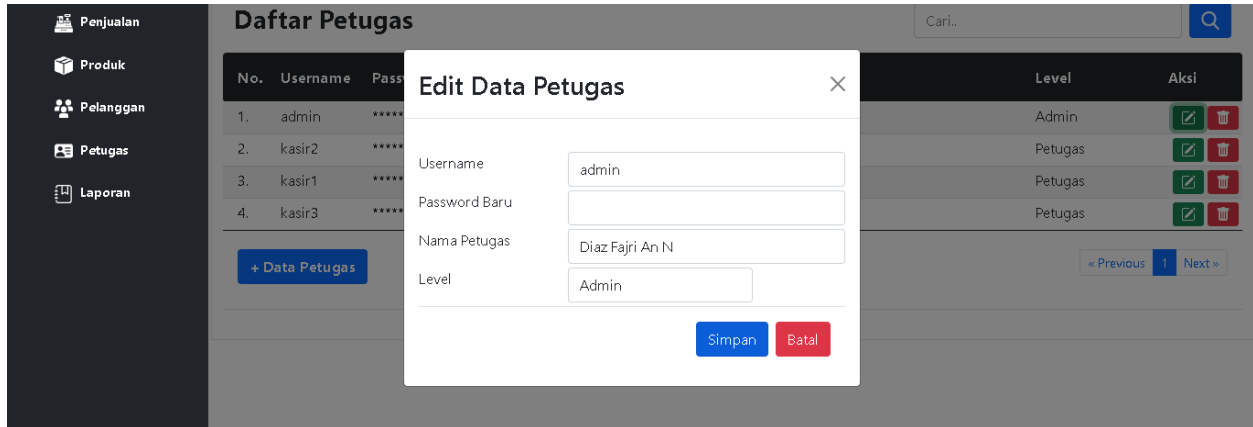 Penjualan
Produk
Pelanggan
Petugas
Laporan
Daftar Petugas
Cari..
No. Username Level Aksi
1. admin ***** Admin
2. kasir2 ***** Petugas
3. kasir1 ***** Petugas
4. kasir3 ***** Petugas
+ Data Petugas
« Previous 1 Next »
Edit Data Petugas
Username admin
Password Baru
Nama Petugas Diaz Fajri An N
Level Admin
Simpan Batal